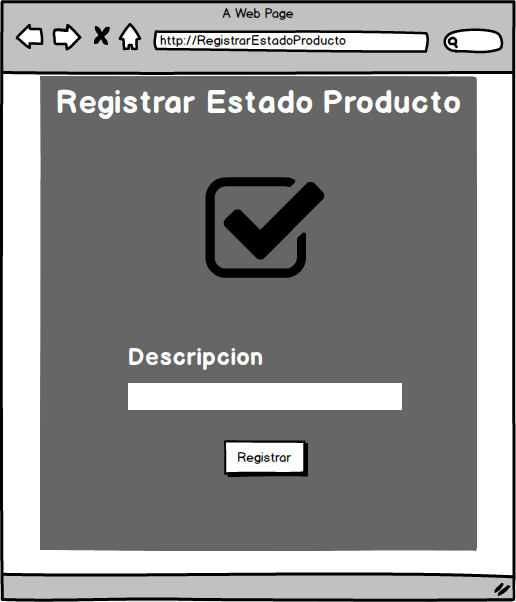 A Web Page
http://RegistrarEstadoProducto
Registrar Estado Producto
Descripcion
Registrar